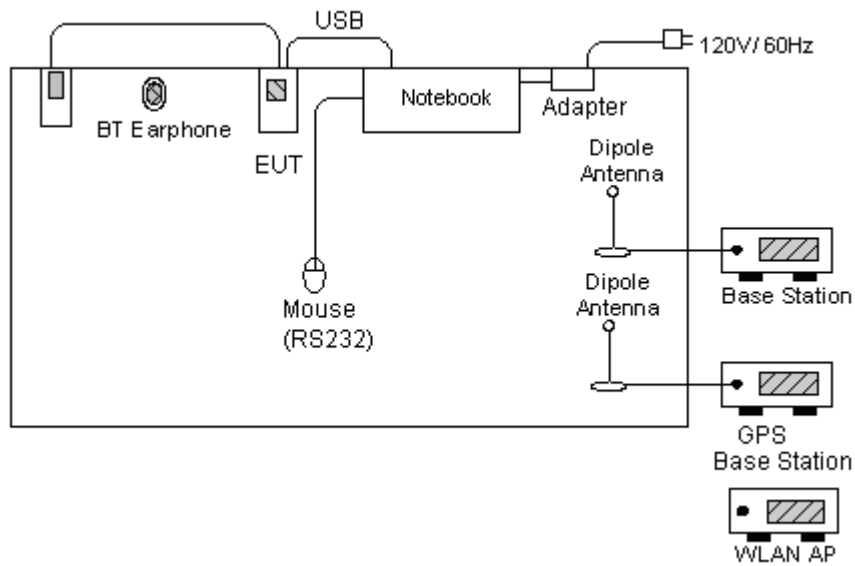 USB
120V/60Hz
Notebook
Adapter
BT Earphone
EUT
Dipole
Antenna
Base Station
Dipole
Antenna
Mouse
(RS232)
GPS
Base Station
WLAN AP